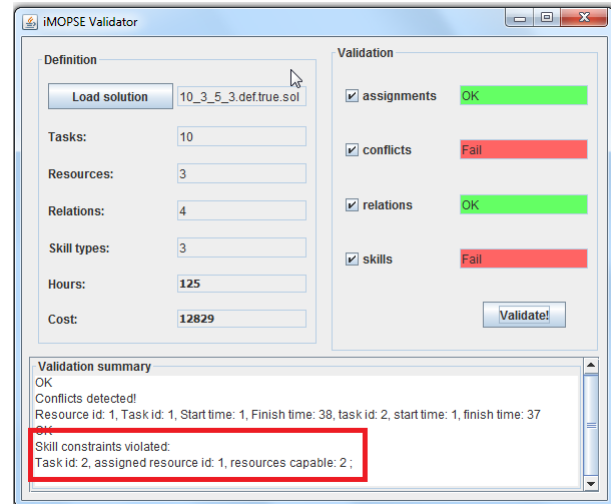 iMOPSE Validator
Definition
Load solution 10_3_5_3.def.true.sol
Tasks: 10
Resources: 3
Relations: 4
Skill types: 3
Hours: 125
Cost: 12829
Validation
assignments OK
conflicts Fail
relations OK
skills Fail
Validate!
Validation summary
OK
Conflicts detected!
Resource id: 1, Task id: 1, Start time: 1, Finish time: 38, task id: 2, start time: 1, finish time: 37
OK
Skill constraints violated:
Task id: 2, assigned resource id: 1, resources capable: 2 ;